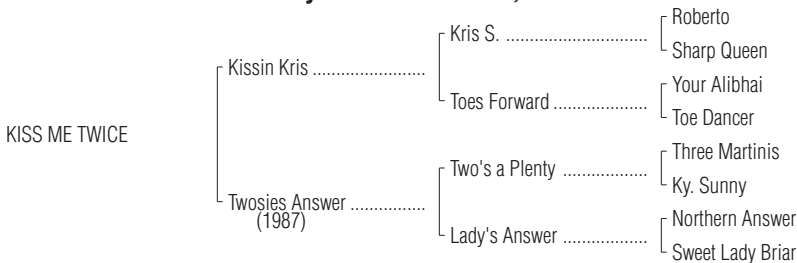 Roberto
Kris S. ..............................
Sharp Queen
Kissin Kris ........................
Your Alibhai
Toes Forward ....................
Toe Dancer
KISS ME TWICE
Three Martinis
Two's a Plenty ..................
Ky. Sunny
Twosies Answer .................
(1987)
Northern Answer
Lady's Answer ..................
Sweet Lady Briar